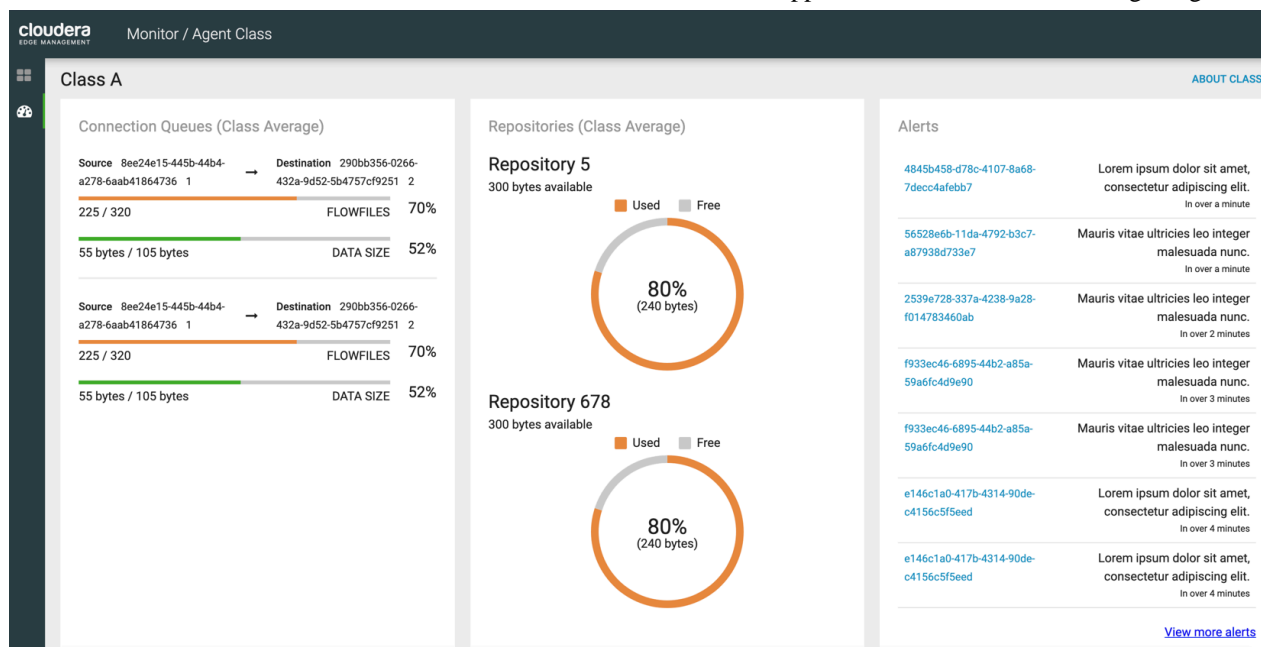 cloudera
EDGE MANAGEMENT
Monitor / Agent Class
Class A
ABOUT CLASS
Connection Queues (Class Average)
Source 8ee24e15-445b-44b4-
a278-6aab41864736 1
→
Destination 290bb356-0266-
432a-9d52-5b4757cf9251 2
225 / 320
FLOWFILES
70%
55 bytes / 105 bytes
DATA SIZE
52%
Source 8ee24e15-445b-44b4-
a278-6aab41864736 1
→
Destination 290bb356-0266-
432a-9d52-5b4757cf9251 2
225 / 320
FLOWFILES
70%
55 bytes / 105 bytes
DATA SIZE
52%
Repositories (Class Average)
Repository 5
300 bytes available
Used Free
80%
(240 bytes)
Repository 678
300 bytes available
Used Free
80%
(240 bytes)
Alerts
4845b458-d78c-4107-8a68-
7decc4afebb7
Lorem ipsum dolor sit amet,
consectetur adipiscing elit.
In over a minute
56528e6b-11da-4792-b3c7-
a87938d733e7
Mauris vitae ultricies leo integer
malesuada nunc.
In over a minute
2539e728-337a-4238-9a28-
f014783460ab
Mauris vitae ultricies leo integer
malesuada nunc.
In over 2 minutes
f933ec46-6895-44b2-a85a-
59a6fc4d9e90
Mauris vitae ultricies leo integer
malesuada nunc.
In over 3 minutes
f933ec46-6895-44b2-a85a-
59a6fc4d9e90
Mauris vitae ultricies leo integer
malesuada nunc.
In over 3 minutes
e146c1a0-417b-4314-90de-
c4156c5f5eed
Lorem ipsum dolor sit amet,
consectetur adipiscing elit.
In over 4 minutes
e146c1a0-417b-4314-90de-
c4156c5f5eed
Lorem ipsum dolor sit amet,
consectetur adipiscing elit.
In over 4 minutes
View more alerts